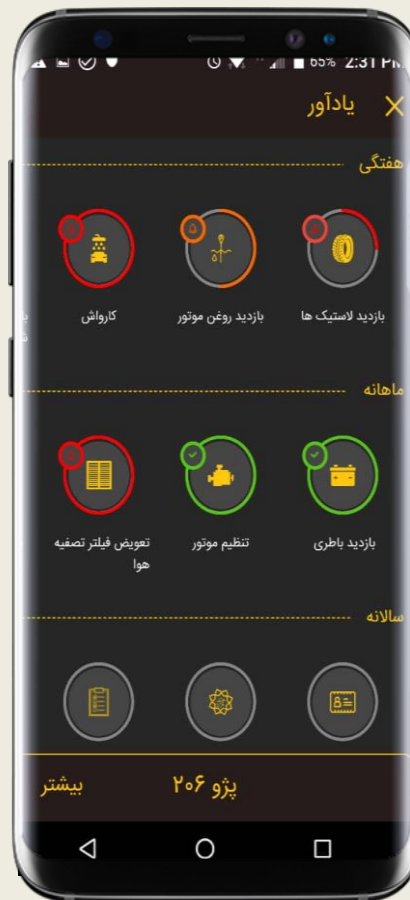 65% 2:31 PM
یادآور
هفتگی
بازدید لاستیک ها
بازدید روغن موتور
کارواش
ماهانه
بازدید باطری
تنظیم موتور
تعویض فیلتر تصفیه
هوا
سالانه
پژو ۲۰۶
بیشتر